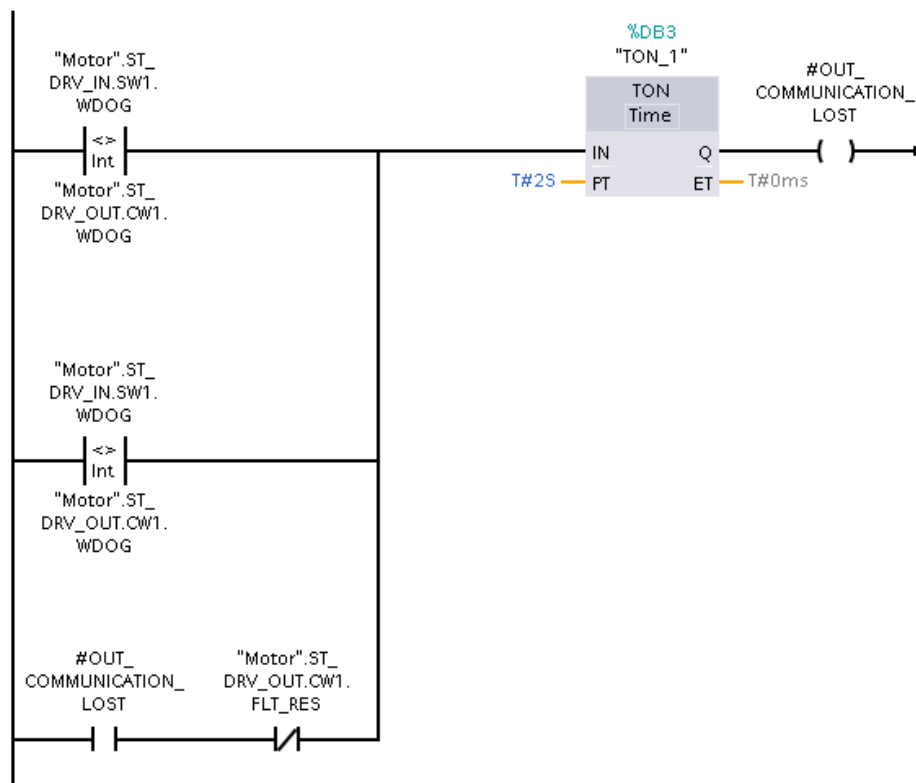 "Motor".ST_
DRV_IN.SW1.
WDOG
<>
Int
"Motor".ST_
DRV_OUT.CW1.
WDOG
%DB3
"TON_1"
TON
Time
IN Q
T#2S PT ET T#0ms
#OUT_
COMMUNICATION_
LOST
"Motor".ST_
DRV_IN.SW1.
WDOG
<>
Int
"Motor".ST_
DRV_OUT.CW1.
WDOG
#OUT_
COMMUNICATION_
LOST
"Motor".ST_
DRV_OUT.CW1.
FLT_RES